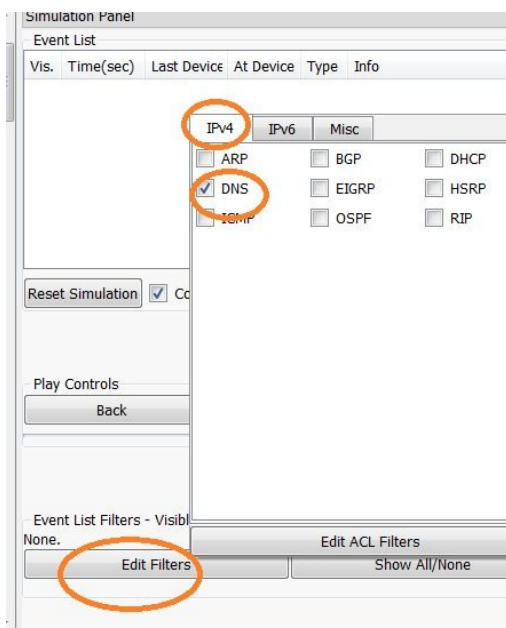 Simulation Panel
Event List
Vis. Time(sec) Last Device At Device Type Info
IPv4 IPv6 Misc
ARP BGP DHCP
DNS EIGRP HSRP
ICMP OSPF RIP
Reset Simulation
Play Controls
Back
Event List Filters - Visibl
None.
Edit ACL Filters
Edit Filters Show All/None